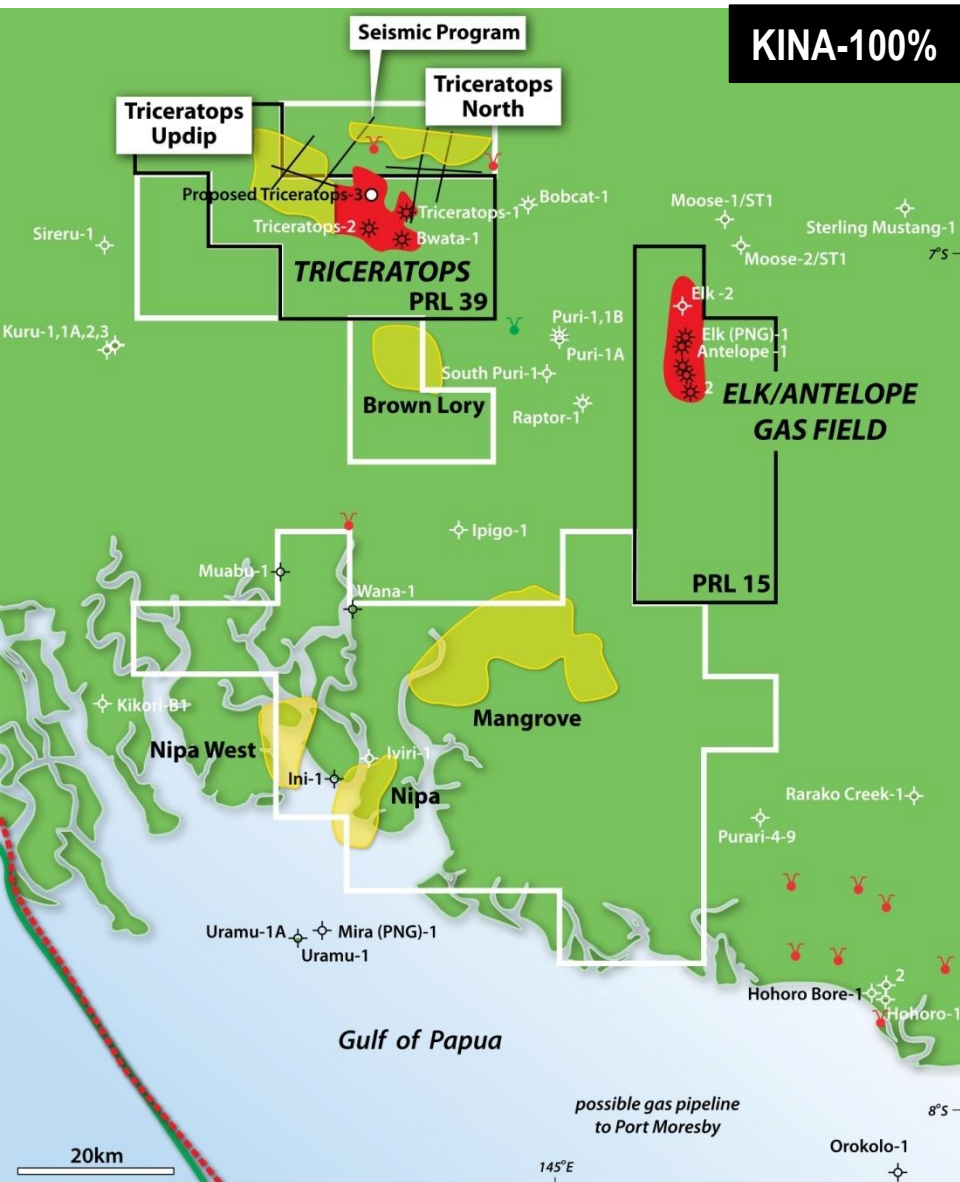 KINA-100%
Seismic Program
Triceratops
North
Triceratops
Updip
Proposed Triceratops-3
Triceratops-1
Triceratops-2
Bwata-1
Bobcat-1
Moose-1/ST1
Sterling Mustang-1
Moose-2/ST1
7°S
Sireru-1
TRICERATOPS
PRL 39
Elk -2
Kuru-1,1A,2,3
Puri-1,1B
Puri-1A
Elk (PNG)-1
Antelope -1
South Puri-1
2
ELK/ANTELOPE
GAS FIELD
Brown Lory
Raptor-1
Ipigo-1
Muabu-1
Wana-1
PRL 15
Kikori-B1
Mangrove
Nipa West
Iviri-1
Ini-1
Nipa
Rarako Creek-1
Purari-4-9
Uramu-1A
Mira (PNG)-1
Uramu-1
2
Hohoro Bore-1
Hohoro-1
Gulf of Papua
possible gas pipeline
to Port Moresby
8°S
Orokolo-1
20km
145°E